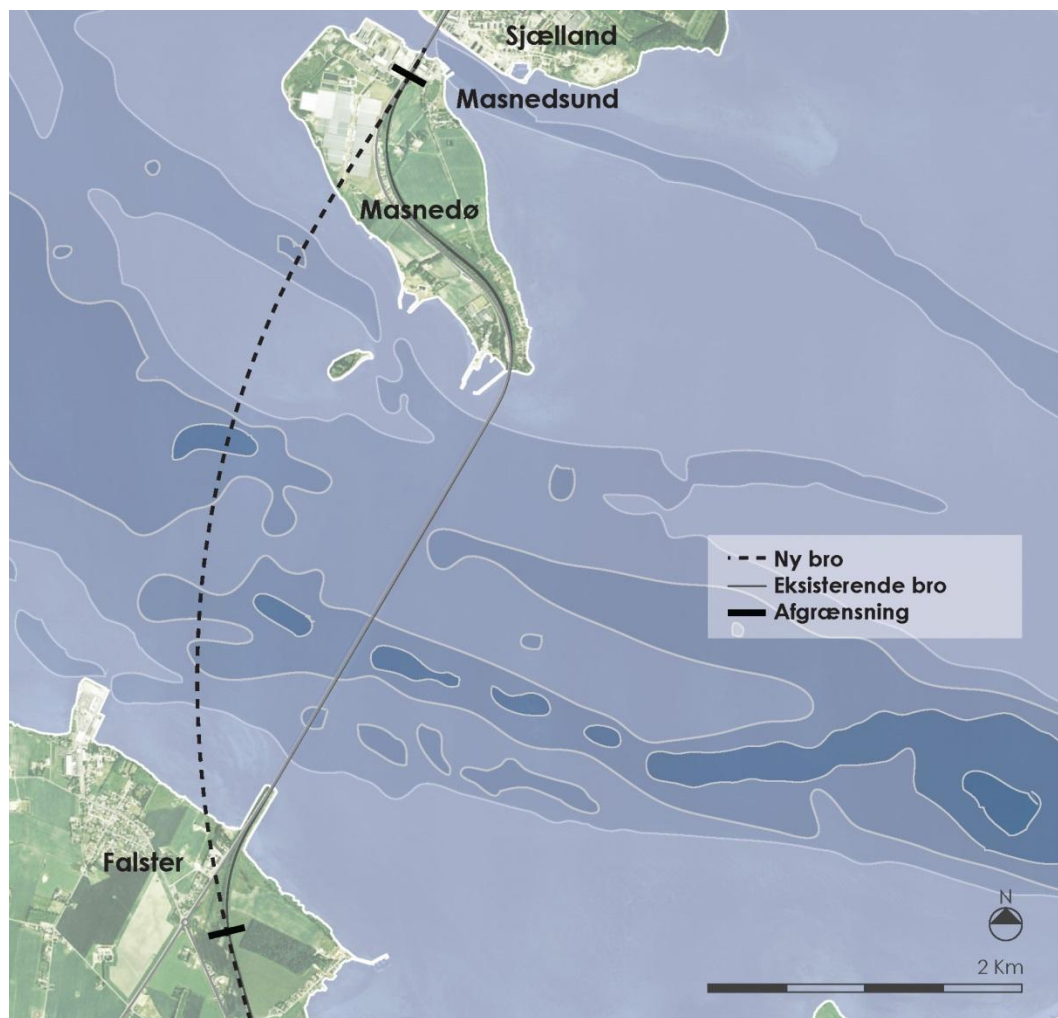 Sjælland
Masnedsund
Masnedø
Ny bro
Eksisterende bro
Afgrænsning
Falster
N
2 Km